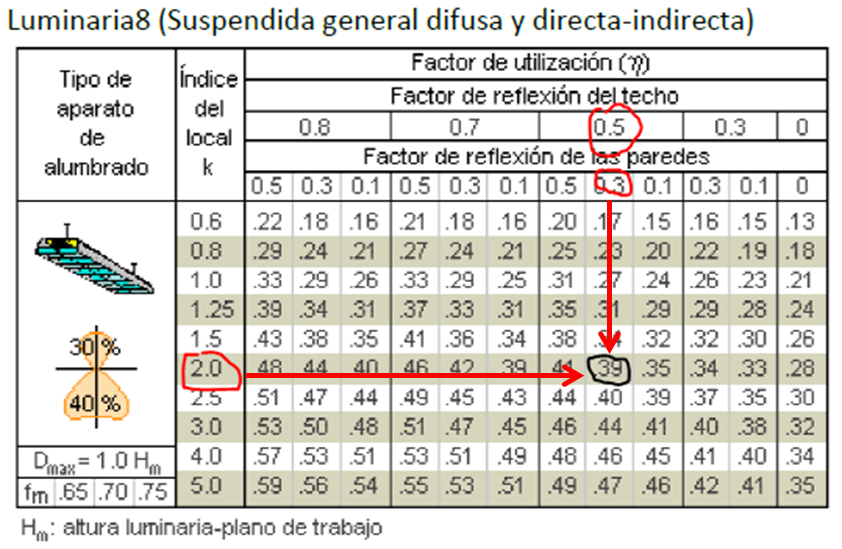 Luminaria8 (Suspendida general difusa y directa-indirecta)
Tipo de aparato de alumbrado
Índice del local k
Factor de utilización (η)
Factor de reflexión del techo
0.8 0.7 0.5 0.3 0
Factor de reflexión de las paredes
0.5 0.3 0.1 0.5 0.3 0.1 0.5 0.3 0.1 0.3 0.1 0
0.6 .22 .18 .16 .21 .18 .16 .20 .17 .15 .16 .15 .13
0.8 .29 .24 .21 .27 .24 .21 .25 .23 .20 .22 .19 .18
1.0 .33 .29 .26 .33 .29 .25 .31 .27 .24 .26 .23 .21
1.25 .39 .34 .31 .37 .33 .31 .35 .31 .29 .29 .28 .24
1.5 .43 .38 .35 .41 .36 .34 .38 .34 .32 .32 .30 .26
2.0 .48 .44 .40 .46 .42 .39 .41 .39 .35 .34 .33 .28
2.5 .51 .47 .44 .49 .45 .43 .44 .40 .39 .37 .35 .30
3.0 .53 .50 .48 .51 .47 .45 .46 .44 .41 .40 .38 .32
4.0 .57 .53 .51 .53 .51 .49 .48 .46 .45 .41 .40 .34
5.0 .59 .56 .54 .55 .53 .51 .49 .47 .46 .42 .41 .35
30 %
40 %
Dmax = 1.0 Hm
fm .65 .70 .75
Hm: altura luminaria-plano de trabajo